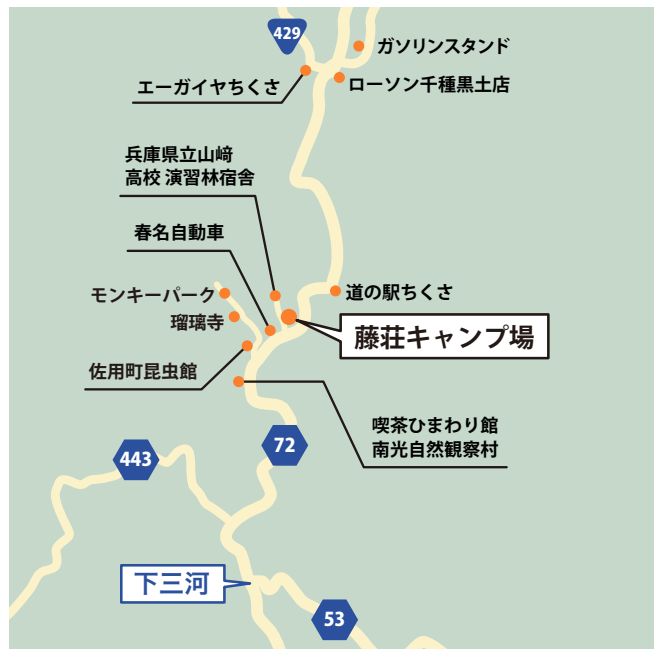 429
ガソリンスタンド
エーガイヤちくさ
ローソン千種黒土店
兵庫県立山﨑
高校 演習林宿舎
春名自動車
モンキーパーク
道の駅ちくさ
瑠璃寺
藤荘キャンプ場
佐用町昆虫館
喫茶ひまわり館
南光自然観察村
72
443
下三河
53